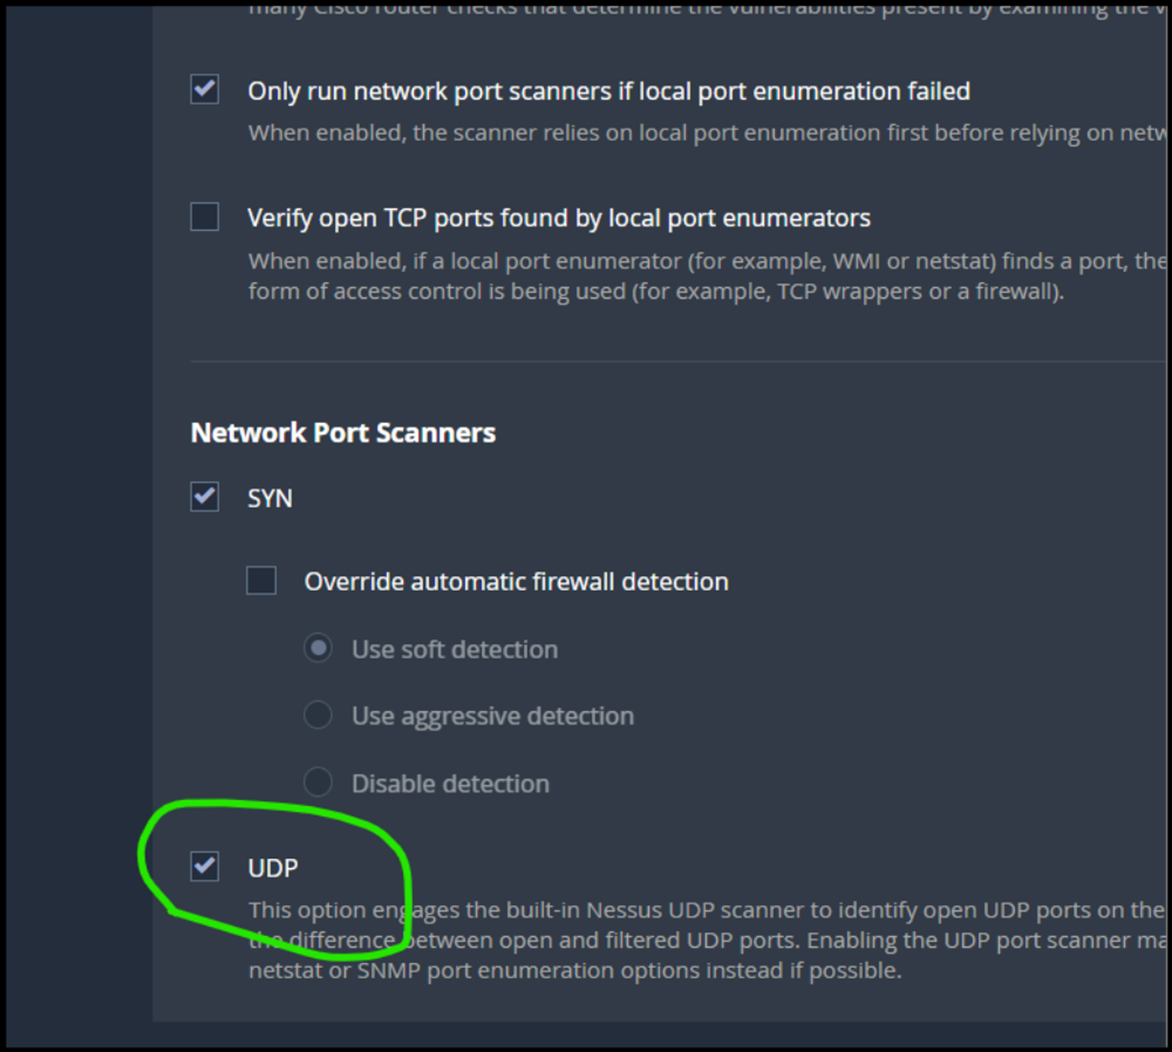 many Cisco router checks that determine the vulnerabilities present by examining the v
Only run network port scanners if local port enumeration failed
When enabled, the scanner relies on local port enumeration first before relying on netw
Verify open TCP ports found by local port enumerators
When enabled, if a local port enumerator (for example, WMI or netstat) finds a port, the
form of access control is being used (for example, TCP wrappers or a firewall).
Network Port Scanners
SYN
Override automatic firewall detection
Use soft detection
Use aggressive detection
Disable detection
UDP
This option engages the built-in Nessus UDP scanner to identify open UDP ports on the
the difference between open and filtered UDP ports. Enabling the UDP port scanner ma
netstat or SNMP port enumeration options instead if possible.